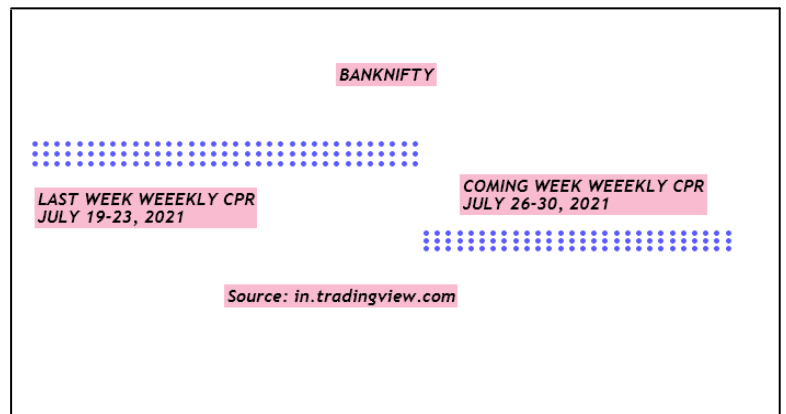 BANKNIFTY
LAST WEEK WEEEKLY CPR
JULY 19-23, 2021
COMING WEEK WEEEKLY CPR
JULY 26-30, 2021
Source: in.tradingview.com